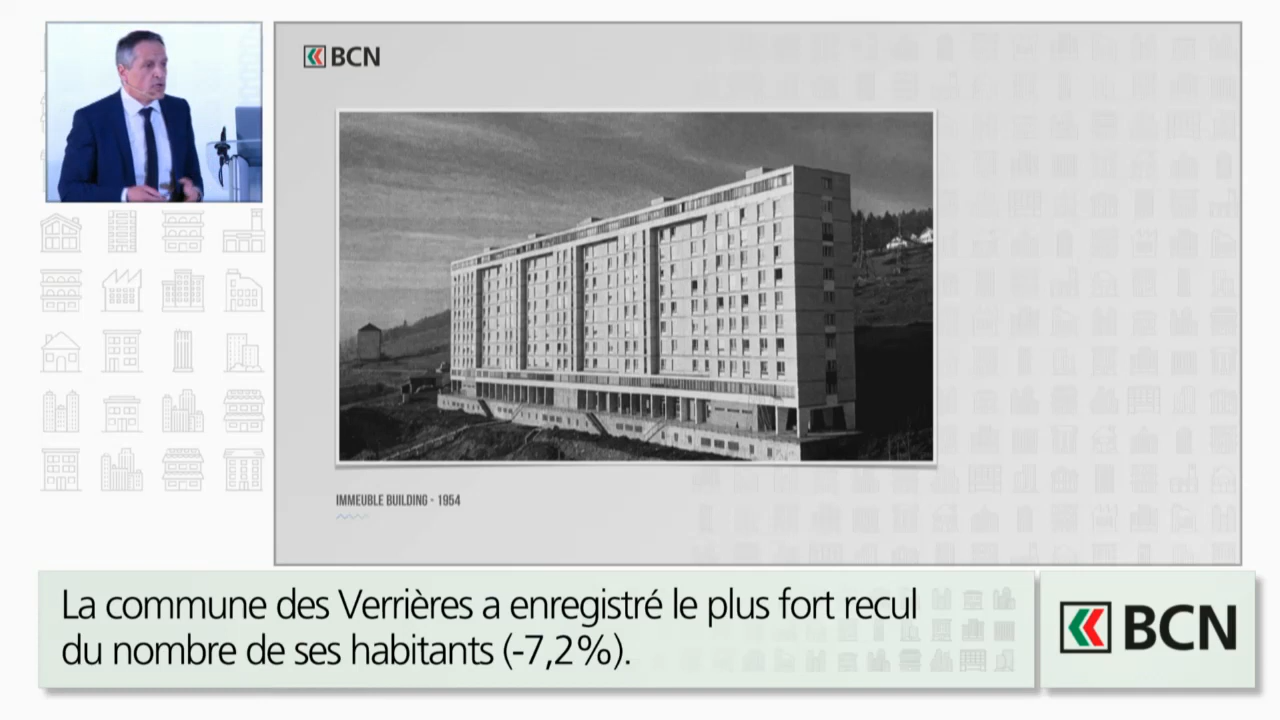 BCN
IMMEUBLE BUILDING - 1954
La commune des Verrières a enregistré le plus fort recul
du nombre de ses habitants (-7,2%).
BCN